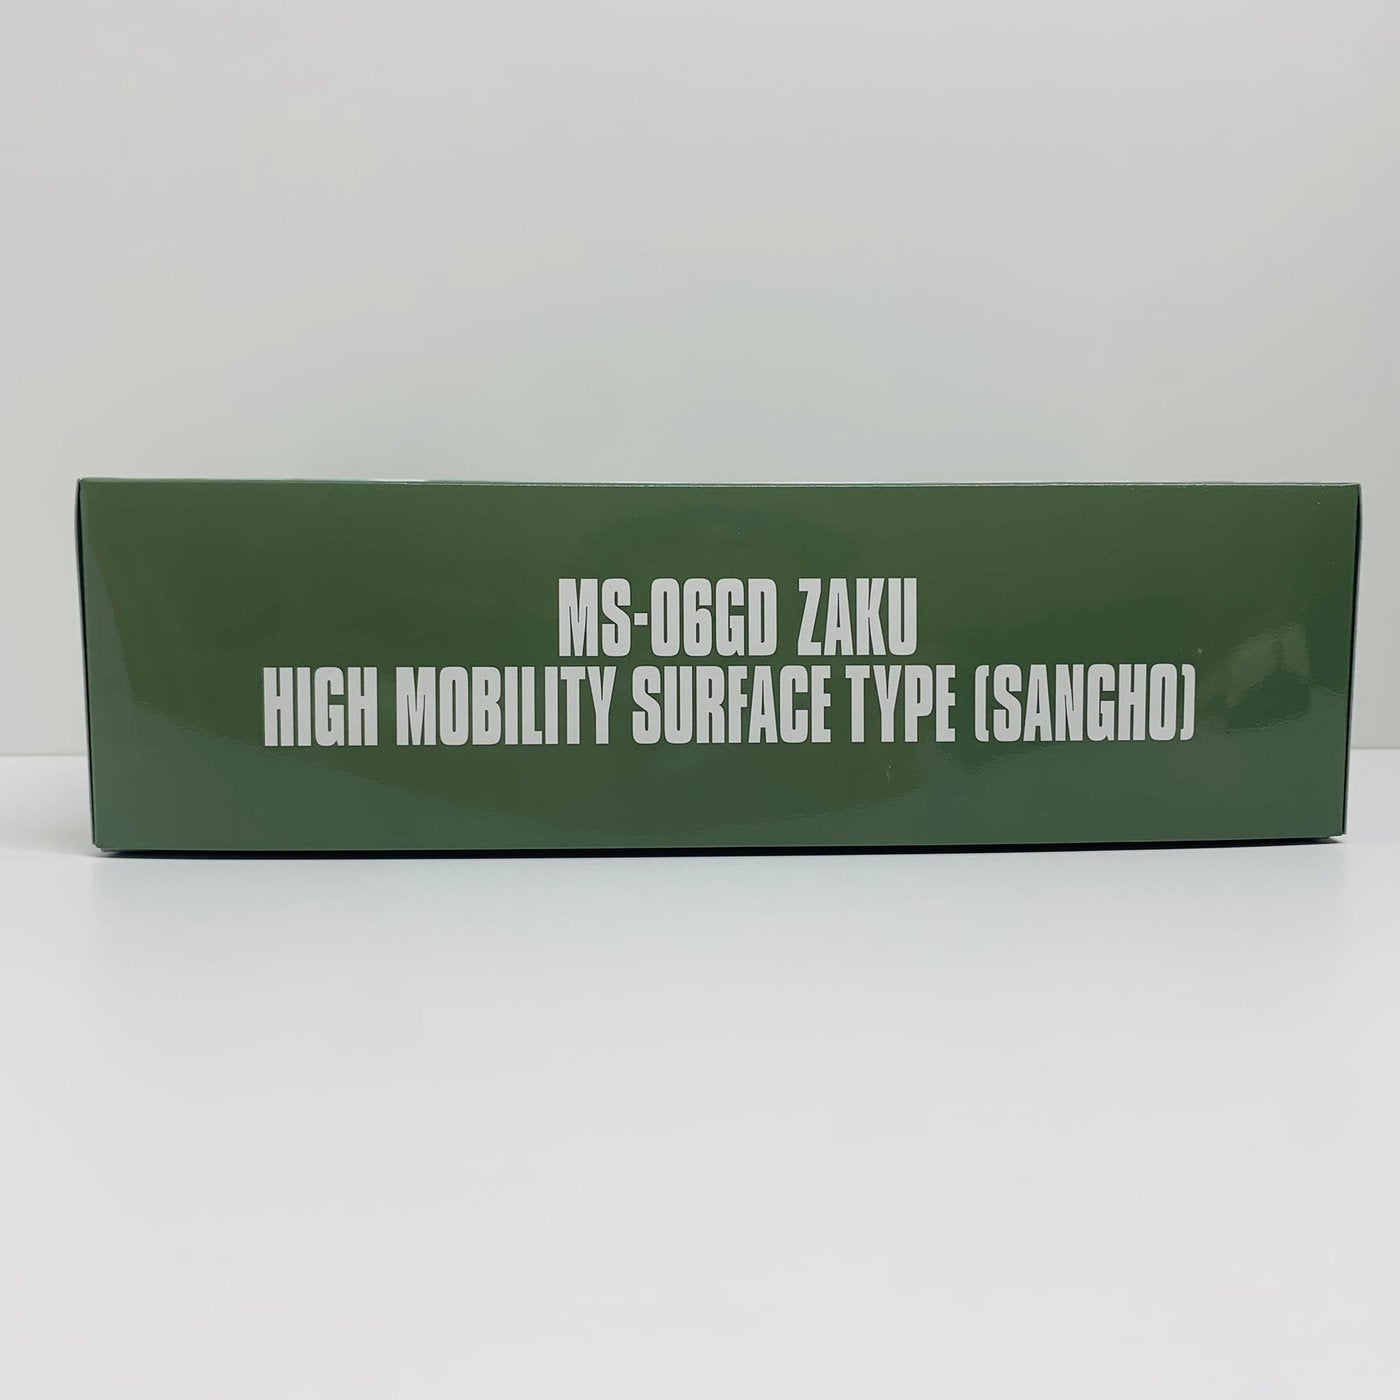 MS-06GD ZAKU
HIGH MOBILITY SURFACE TYPE (SANGHO)